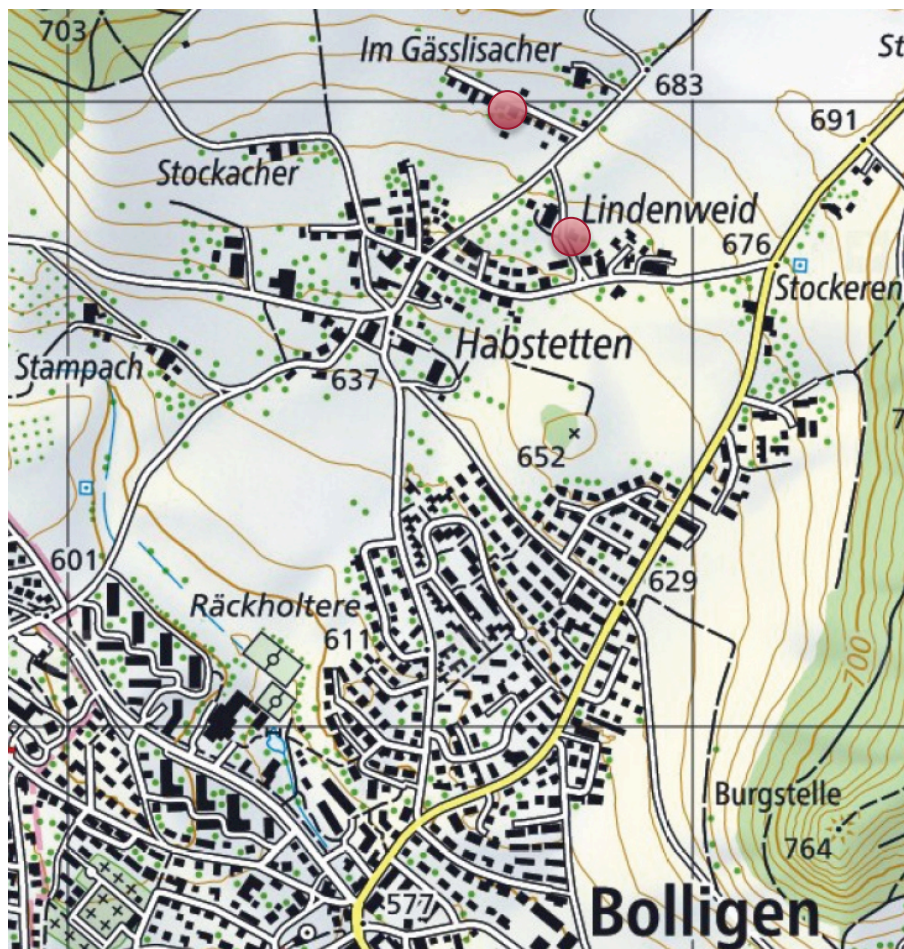 703
Im Gässlisacher
St
683
691
Stockacher
Lindenweid
676
Stockeren
Habstetten
Stampach
637
652
7
601
629
Räckholtere
611
700
Burgstelle
764
577
Bolligen